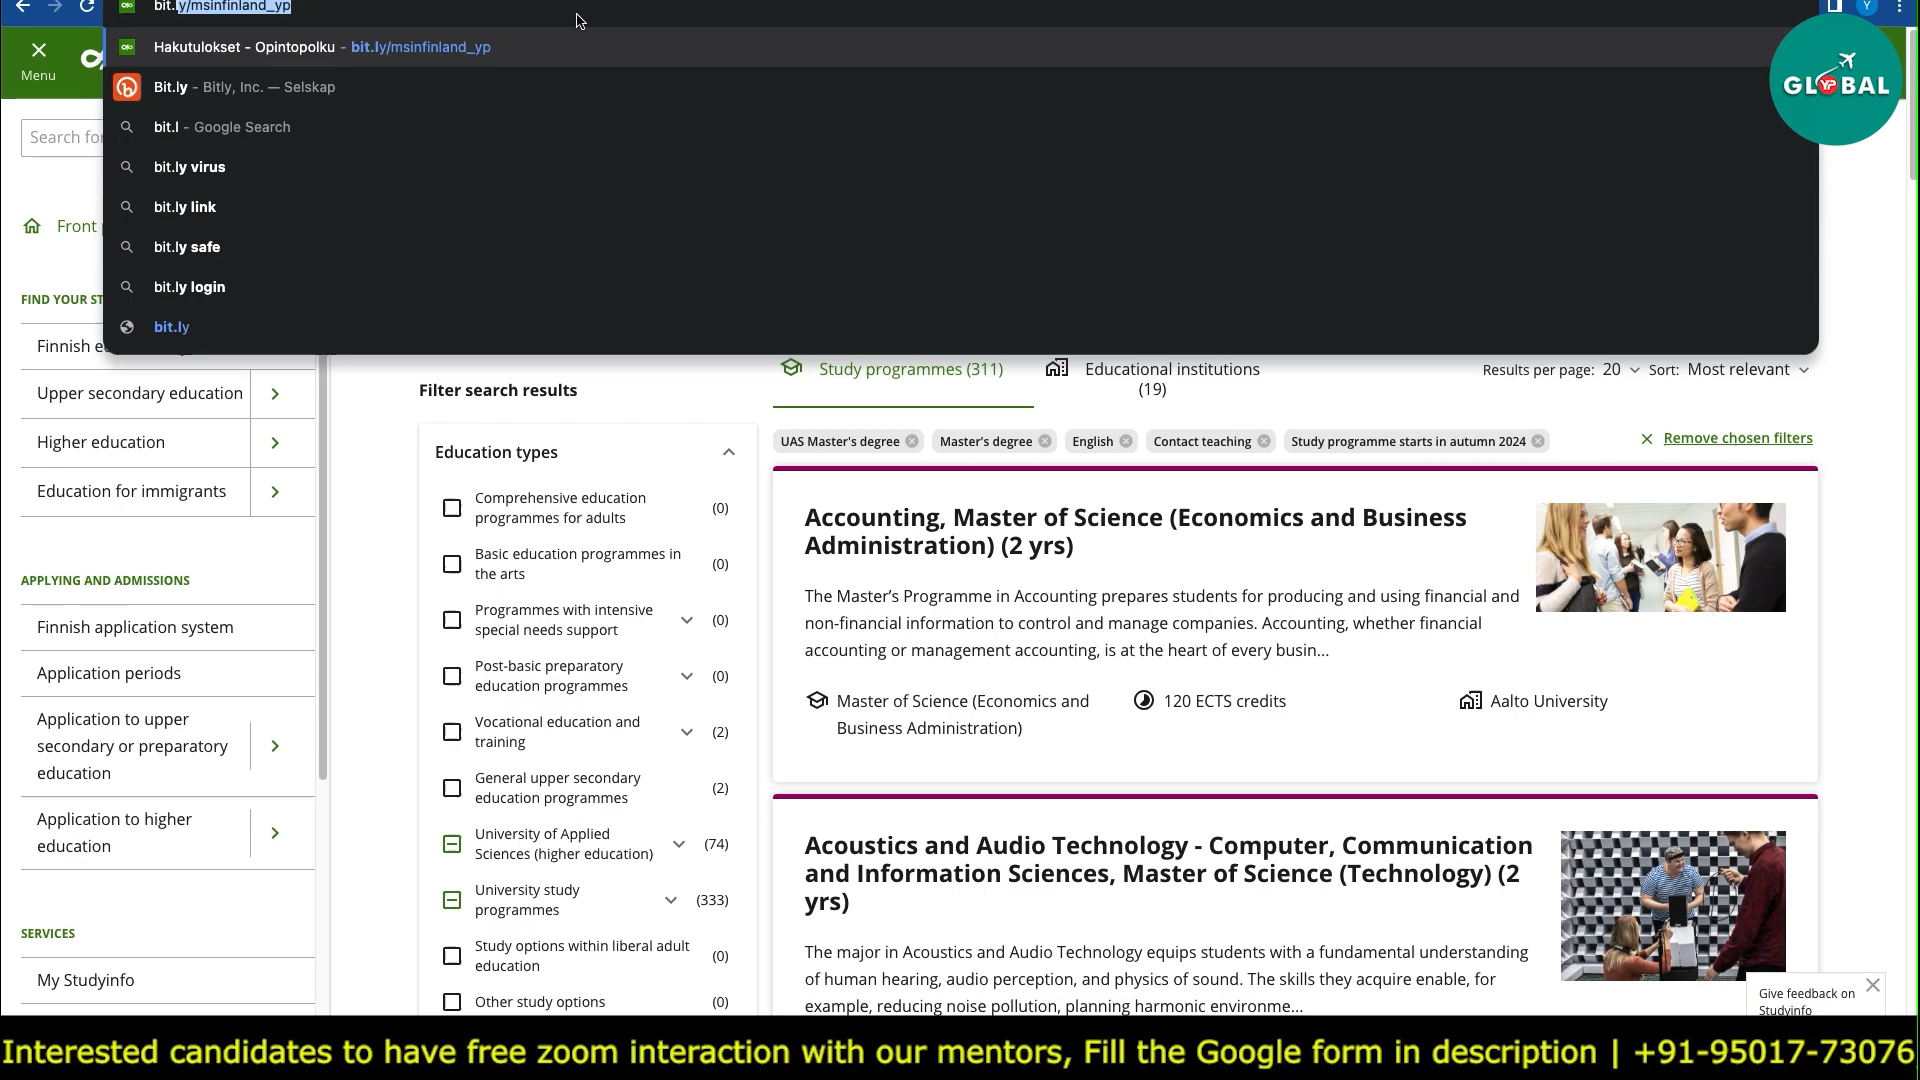 bit.ly/msinfinland_yp
Y
Hakutulokset - Opintopolku - bit.ly/msinfinland_yp
Bit.ly - Bitly, Inc. — Selskap
bit.l - Google Search
bit.ly virus
bit.ly link
bit.ly safe
bit.ly login
bit.ly
GLOBAL
YP
Menu
Search for
Front
FIND YOUR ST
Finnish e
Upper secondary education
Higher education
Education for immigrants
APPLYING AND ADMISSIONS
Finnish application system
Application periods
Application to upper
secondary or preparatory
education
Application to higher
education
SERVICES
My Studyinfo
Filter search results
Education types
Comprehensive education
programmes for adults
(0)
Basic education programmes in
the arts
(0)
Programmes with intensive
special needs support
(0)
Post-basic preparatory
education programmes
(0)
Vocational education and
training
(2)
General upper secondary
education programmes
(2)
University of Applied
Sciences (higher education)
(74)
University study
programmes
(333)
Study options within liberal adult
education
(0)
Other study options
(0)
Study programmes (311)
Educational institutions
(19)
Results per page: 20
Sort: Most relevant
UAS Master's degree
Master's degree
English
Contact teaching
Study programme starts in autumn 2024
Remove chosen filters
Accounting, Master of Science (Economics and Business
Administration) (2 yrs)
The Master's Programme in Accounting prepares students for producing and using financial and
non-financial information to control and manage companies. Accounting, whether financial
accounting or management accounting, is at the heart of every busin...
Master of Science (Economics and
Business Administration)
120 ECTS credits
Aalto University
Acoustics and Audio Technology - Computer, Communication
and Information Sciences, Master of Science (Technology) (2
yrs)
The major in Acoustics and Audio Technology equips students with a fundamental understanding
of human hearing, audio perception, and physics of sound. The skills they acquire enable, for
example, reducing noise pollution, planning harmonic environme...
Give feedback on
Studyinfo
Interested candidates to have free zoom interaction with our mentors, Fill the Google form in description | +91-95017-73076